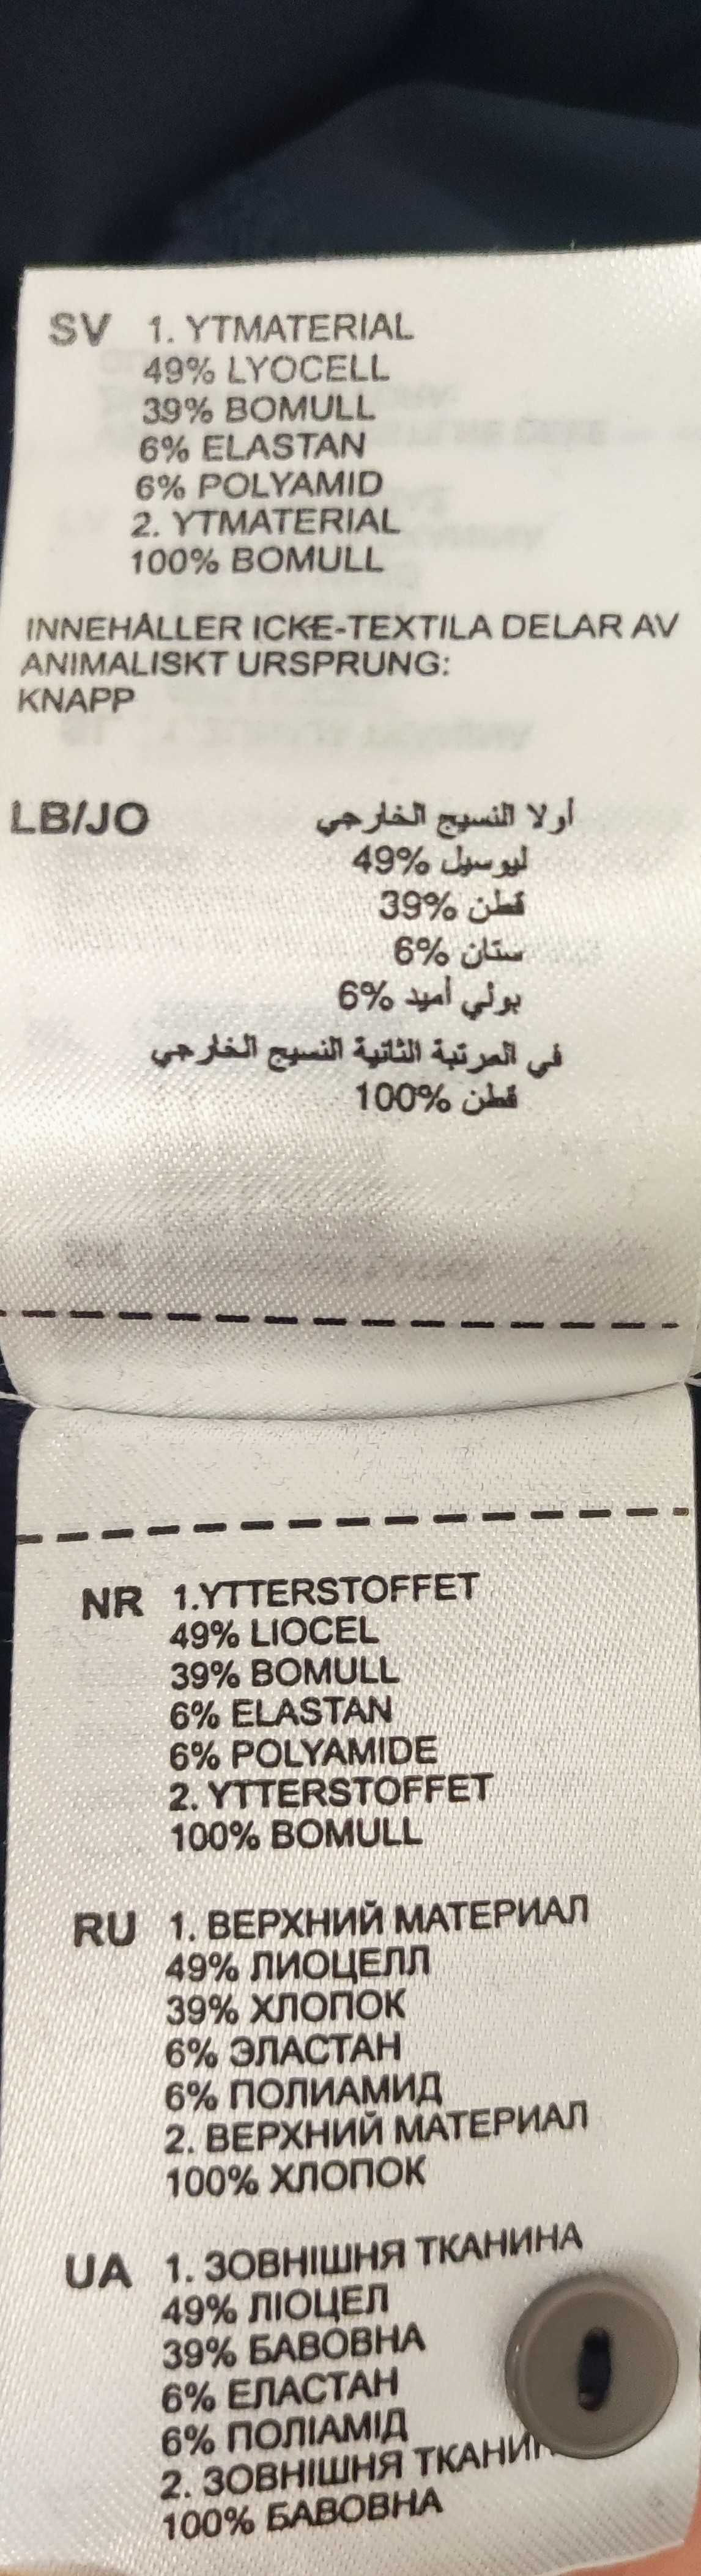 SV 1. YTMATERIAL
49% LYOCELL
39% BOMULL
6% ELASTAN
6% POLYAMID
2. YTMATERIAL
100% BOMULL
INNEHÅLLER ICKE-TEXTILA DELAR AV
ANIMALISKT URSPRUNG:
KNAPP
LB/JO أولا النسيج الخارجي
ليوسيل 49%
قطن 39%
ستان 6%
بولي أميد 6%
في المرتبة الثانية النسيج الخارجي
قطن 100%
NR 1.YTTERSTOFFET
49% LIOCEL
39% BOMULL
6% ELASTAN
6% POLYAMIDE
2. YTTERSTOFFET
100% BOMULL
RU 1. ВЕРХНИЙ МАТЕРИАЛ
49% ЛИОЦЕЛЛ
39% ХЛОПОК
6% ЭЛАСТАН
6% ПОЛИАМИД
2. ВЕРХНИЙ МАТЕРИАЛ
100% ХЛОПОК
UA 1. ЗОВНІШНЯ ТКАНИНА
49% ЛІОЦЕЛ
39% БАВОВНА
6% ЕЛАСТАН
6% ПОЛІАМІД
2. ЗОВНІШНЯ
100% БАВОВНА